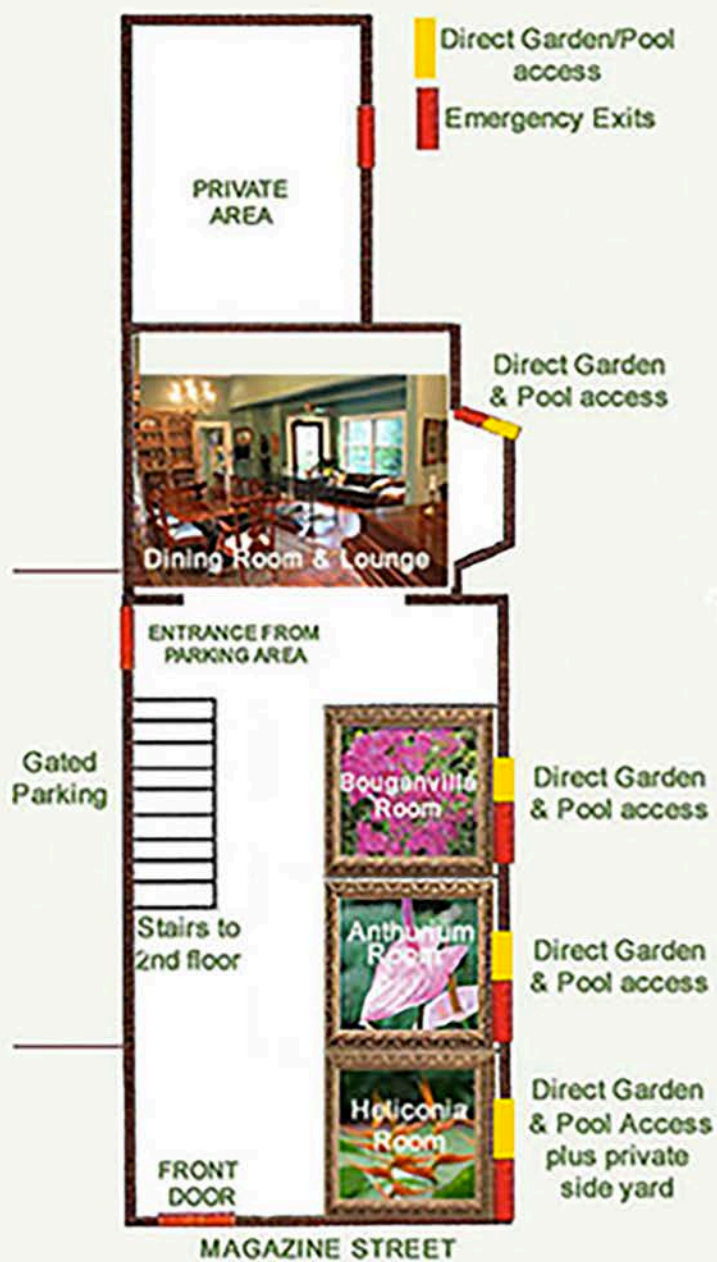 Direct Garden/Pool
access
Emergency Exits
PRIVATE
AREA
Direct Garden
& Pool access
Dining Room & Lounge
ENTRANCE FROM
PARKING AREA
Gated
Parking
Bouganvilla
Room
Direct Garden
& Pool access
Stairs to
2nd floor
Anthurium
Room
Direct Garden
& Pool access
Heliconia
Room
Direct Garden
& Pool Access
plus private
side yard
FRONT
DOOR
MAGAZINE STREET